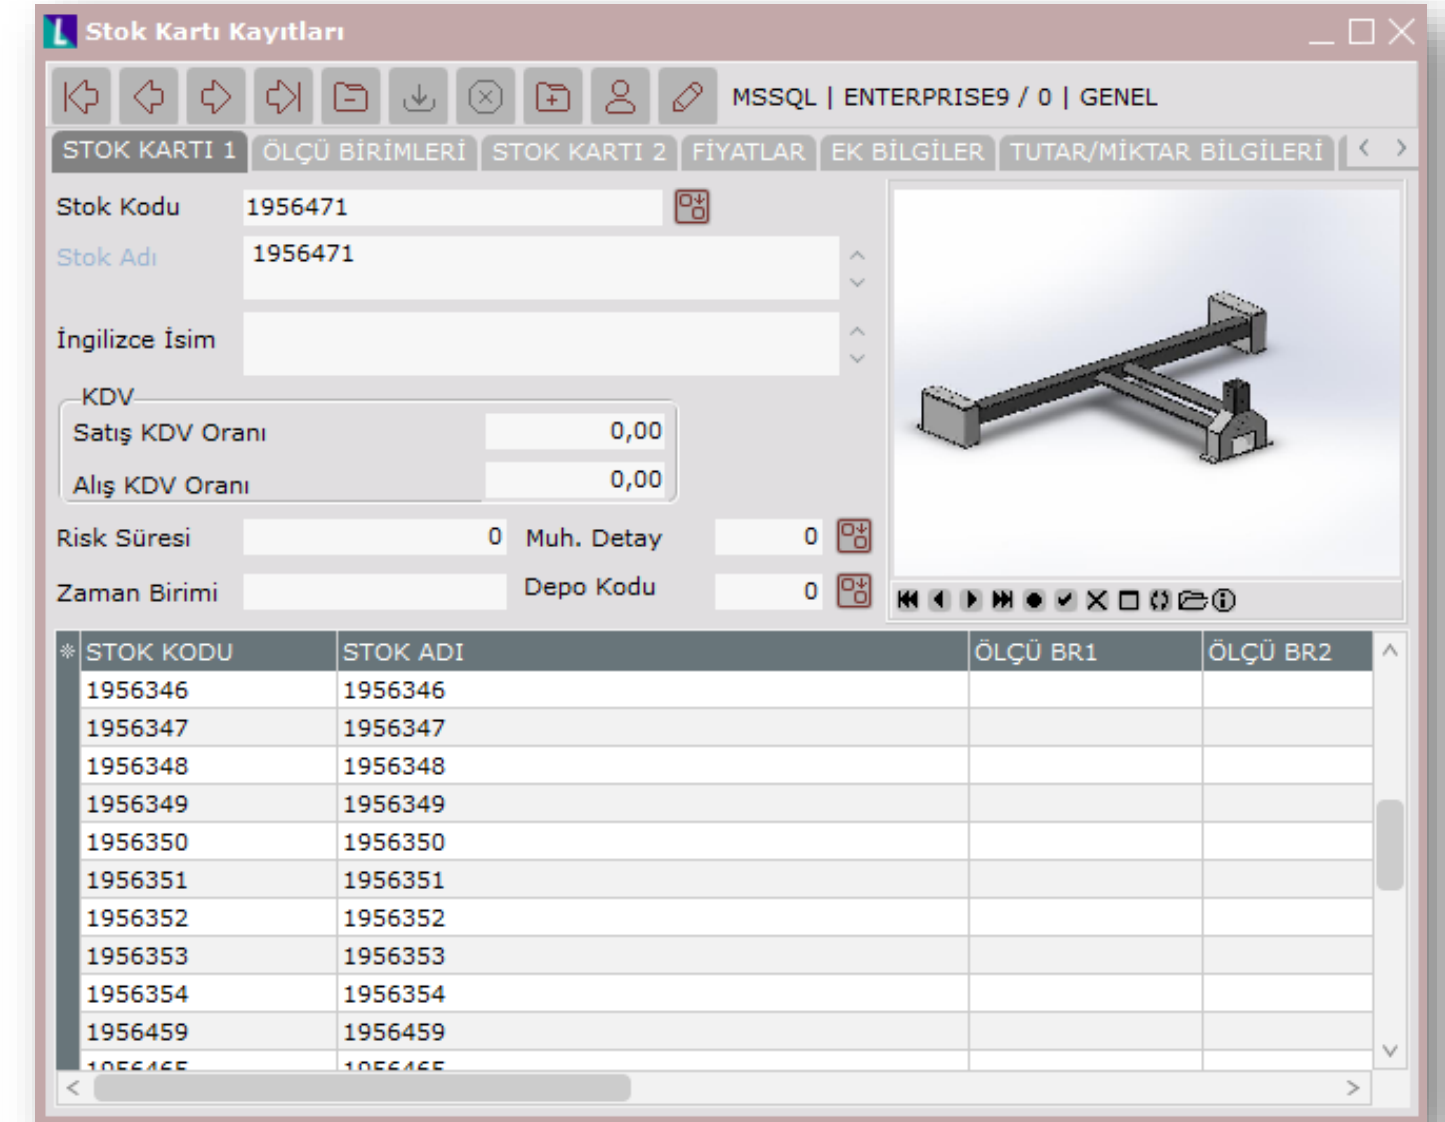 Stok Kartı Kayıtları
MSSQL | ENTERPRISE9 / 0 | GENEL
STOK KARTI 1 ÖLÇÜ BİRİMLERİ STOK KARTI 2 FİYATLAR EK BİLGİLER TUTAR/MİKTAR BİLGİLERİ
Stok Kodu 1956471
Stok Adı 1956471
İngilizce İsim
KDV
Satış KDV Oranı 0,00
Alış KDV Oranı 0,00
Risk Süresi 0 Muh. Detay 0
Zaman Birimi Depo Kodu 0
STOK KODU STOK ADI ÖLÇÜ BR1 ÖLÇÜ BR2
1956346 1956346
1956347 1956347
1956348 1956348
1956349 1956349
1956350 1956350
1956351 1956351
1956352 1956352
1956353 1956353
1956354 1956354
1956459 1956459